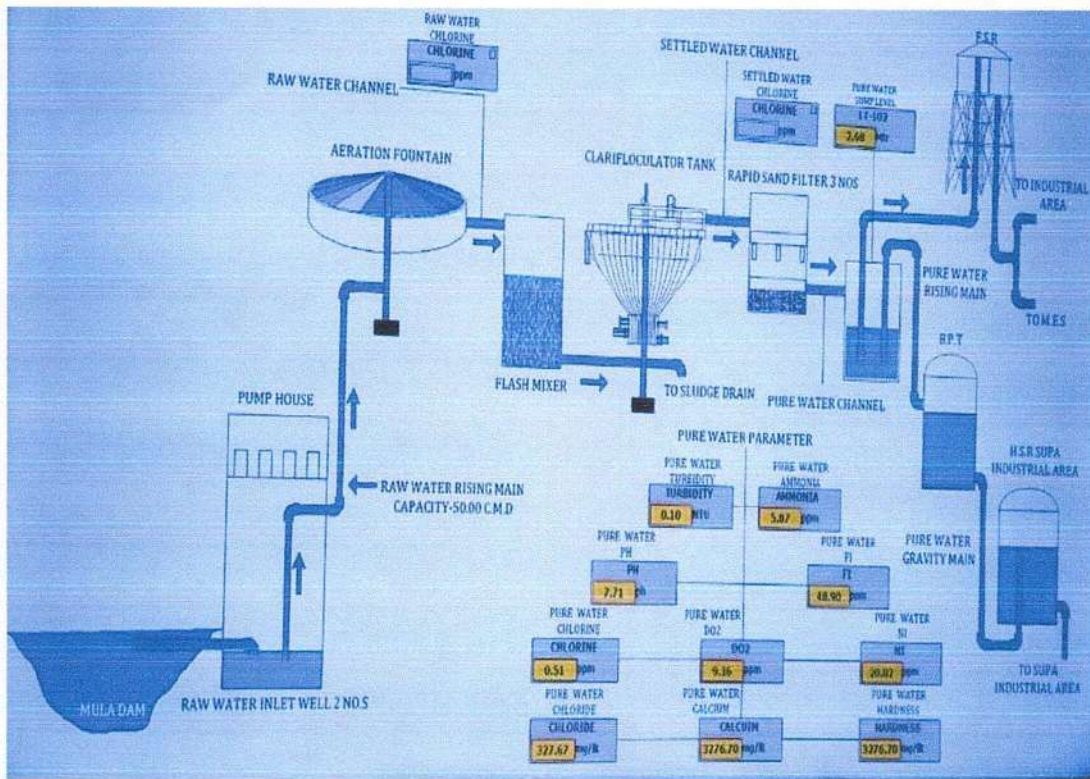 RAW WATER
CHLORINE
CHLORINE
ppm
RAW WATER CHANNEL
SETTLED WATER CHANNEL
SETTLED WATER
CHLORINE
CHLORINE
ppm
PURE WATER
SUMP LEVEL
LT-503
3.68
E.S.R
AERATION FOUNTAIN
CLARIFLOCULATOR TANK
RAPID SAND FILTER 3 NOS
TO INDUSTRIAL
AREA
PURE WATER
RISING MAIN
TO M.E.S
B.P.T
FLASH MIXER
TO SLUDGE DRAIN
PURE WATER CHANNEL
PUMP HOUSE
RAW WATER RISING MAIN
CAPACITY-50.00 C.M.D
PURE WATER PARAMETER
PURE WATER
TURBIDITY
TURBIDITY
0.10 NTU
PURE WATER
AMMONIA
AMMONIA
5.87 ppm
H.S.R SUPA
INDUSTRIAL AREA
PURE WATER
PH
PH
7.71 ph
PURE WATER
FI
FI
48.90 ppm
PURE WATER
GRAVITY MAIN
PURE WATER
CHLORINE
CHLORINE
0.51 ppm
PURE WATER
DO2
DO2
9.36 ppm
PURE WATER
NI
NI
20.02 ppm
TO SUPA
INDUSTRIAL AREA
MULA DAM
RAW WATER INLET WELL 2 NO.S
PURE WATER
CHLORIDE
CHLORIDE
327.67 mg/lt
PURE WATER
CALCIUM
CALCUIM
3276.70 mg/lt
PURE WATER
HARDNESS
HARDNESS
3276.70 mg/lt